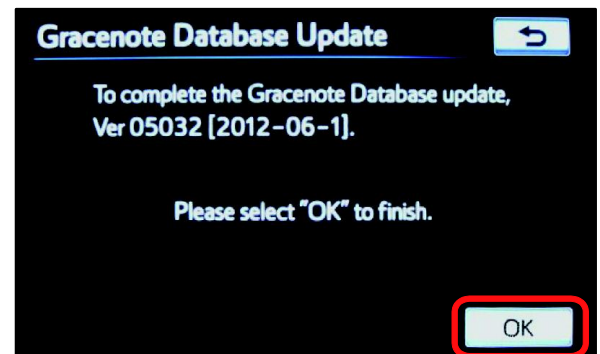 Gracenote Database Update
To complete the Gracenote Database update,
Ver 05032 [2012-06-1].
Please select "OK" to finish.
OK